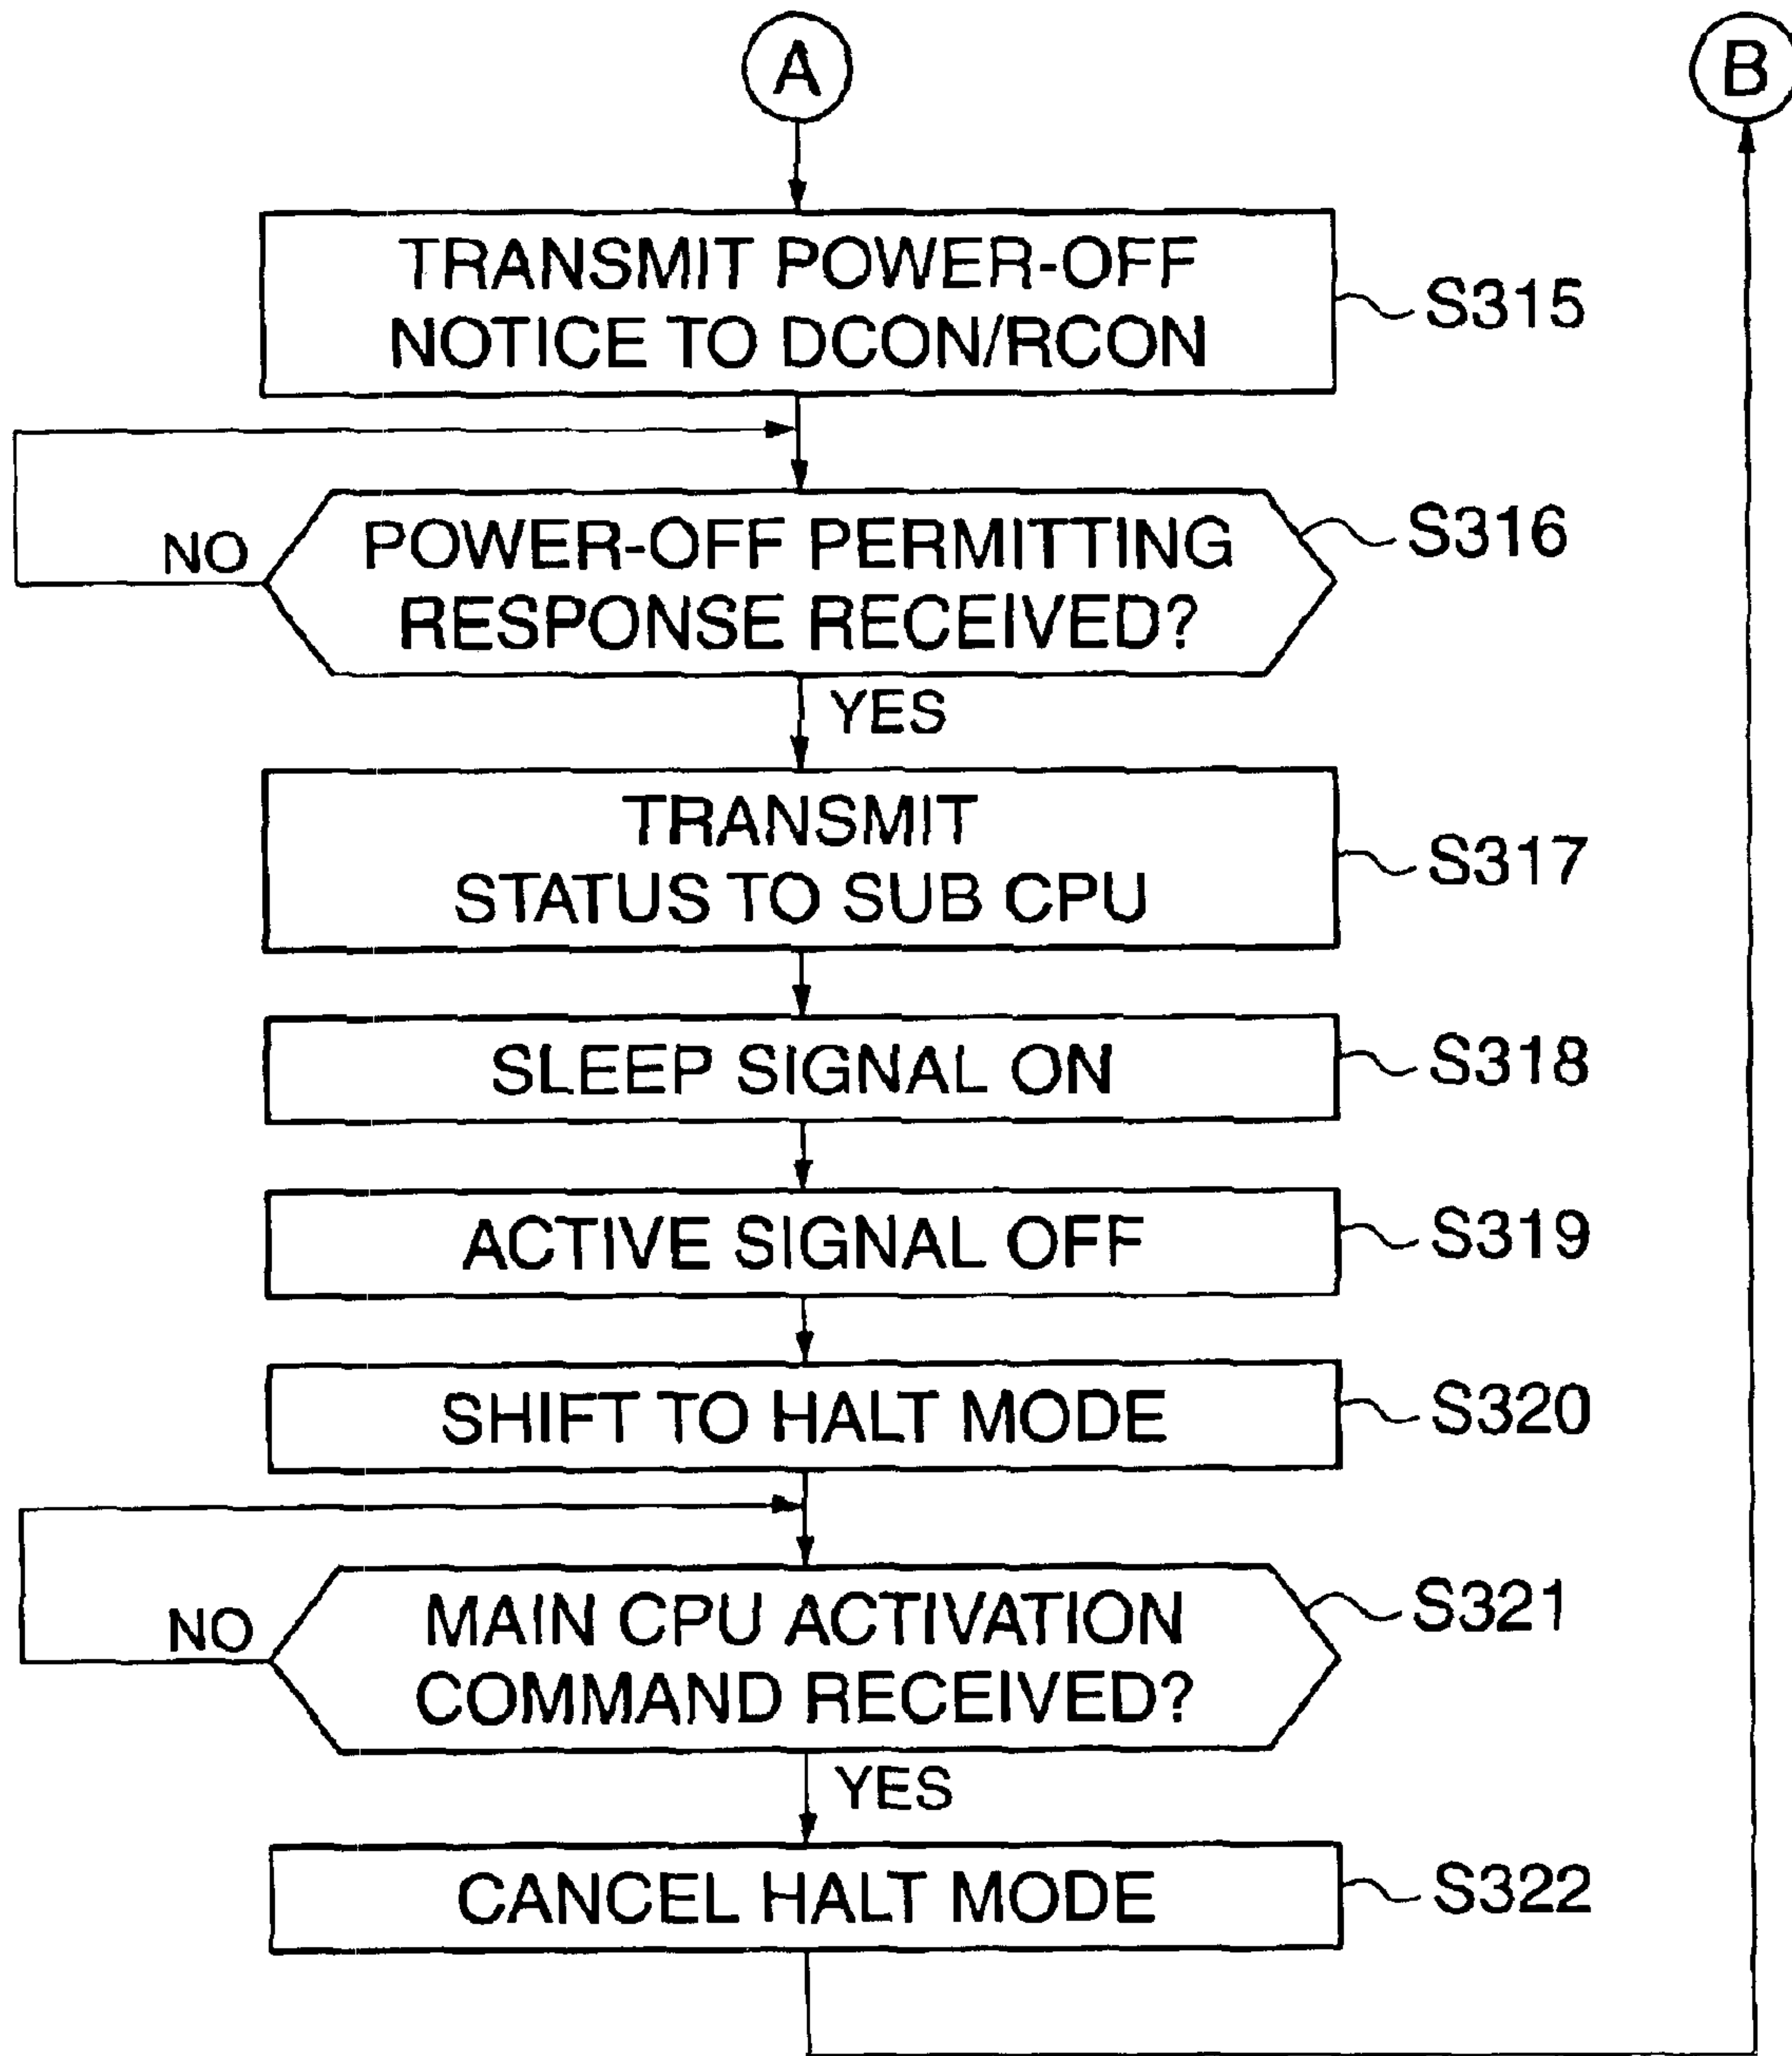 A
B
TRANSMIT POWER-OFF
NOTICE TO DCON/RCON
S315
POWER-OFF PERMITTING
RESPONSE RECEIVED?
S316
NO
YES
TRANSMIT
STATUS TO SUB CPU
S317
SLEEP SIGNAL ON
S318
ACTIVE SIGNAL OFF
S319
SHIFT TO HALT MODE
S320
MAIN CPU ACTIVATION
COMMAND RECEIVED?
S321
NO
YES
CANCEL HALT MODE
S322